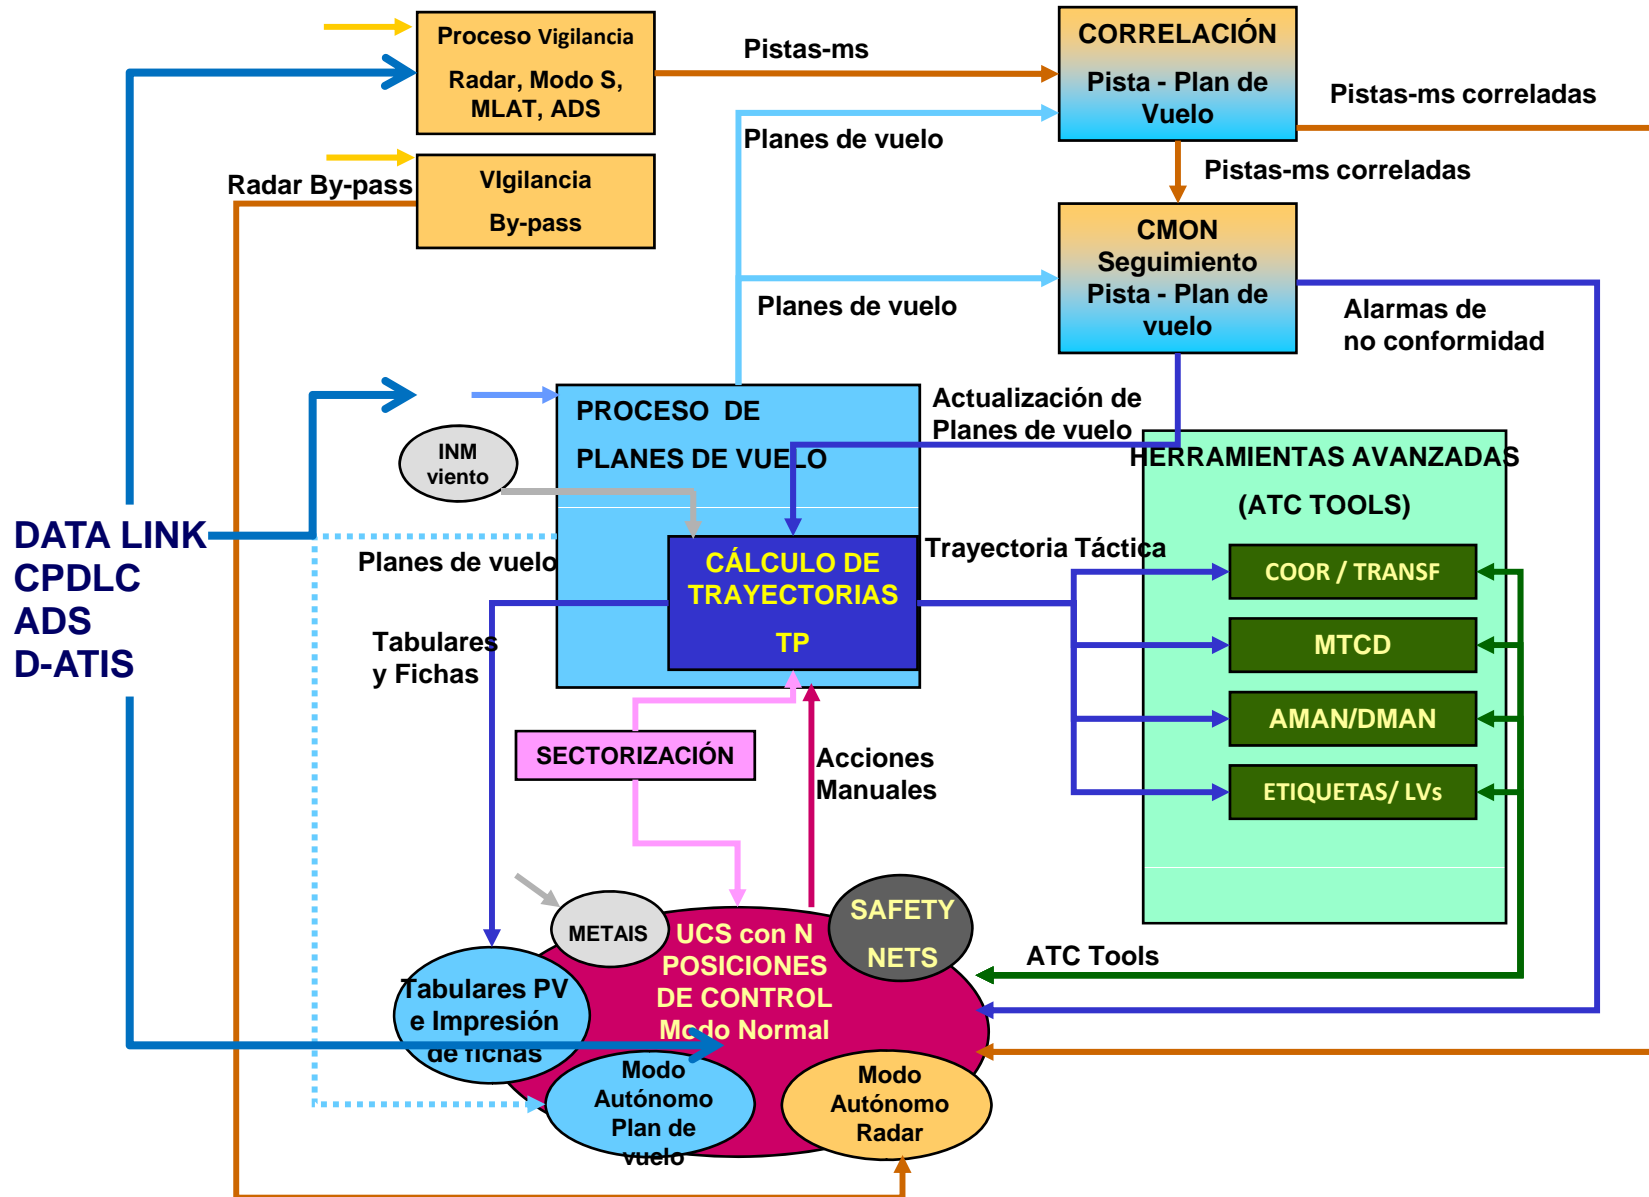 Proceso Vigilancia
Radar, Modo S,
MLAT, ADS
Pistas-ms
CORRELACIÓN
Pista - Plan de
Vuelo
Pistas-ms correladas
Planes de vuelo
Radar By-pass
VIgilancia
By-pass
Pistas-ms correladas
CMON
Seguimiento
Pista - Plan de
vuelo
Planes de vuelo
Alarmas de
no conformidad
PROCESO DE
PLANES DE VUELO
Actualización de
Planes de vuelo
INM
viento
HERRAMIENTAS AVANZADAS
(ATC TOOLS)
DATA LINK
CPDLC
ADS
D-ATIS
Planes de vuelo
CÁLCULO DE
TRAYECTORIAS
TP
Trayectoria Táctica
COOR / TRANSF
MTCD
AMAN/DMAN
ETIQUETAS/ LVs
Tabulares
y Fichas
SECTORIZACIÓN
Acciones
Manuales
METAIS
UCS con N
POSICIONES
DE CONTROL
Modo Normal
SAFETY
NETS
ATC Tools
Tabulares PV
e Impresión
de fichas
Modo
Autónomo
Plan de
vuelo
Modo
Autónomo
Radar